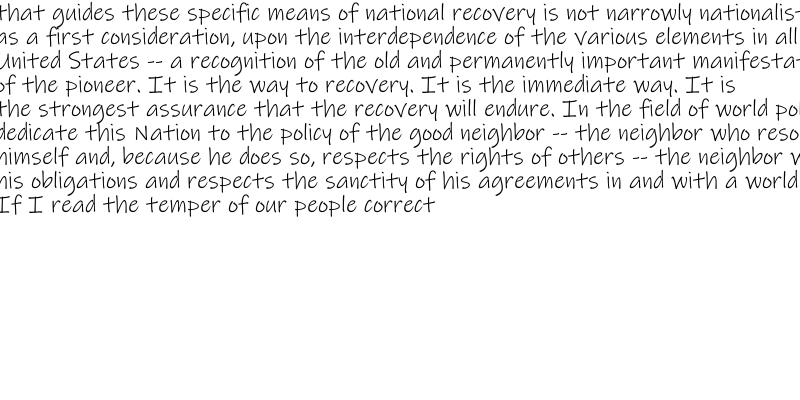 that guides these specific means of national recovery is not narrowly nationalis-
as a first consideration, upon the interdependence of the various elements in all
United States -- a recognition of the old and permanently important manifesta-
of the pioneer. It is the way to recovery. It is the immediate way. It is
the strongest assurance that the recovery will endure. In the field of world
dedicate this Nation to the policy of the good neighbor -- the neighbor who
himself and, because he does so, respects the rights of others -- the neighbor
his obligations and respects the sanctity of his agreements in and with a world
If I read the temper of our people correct